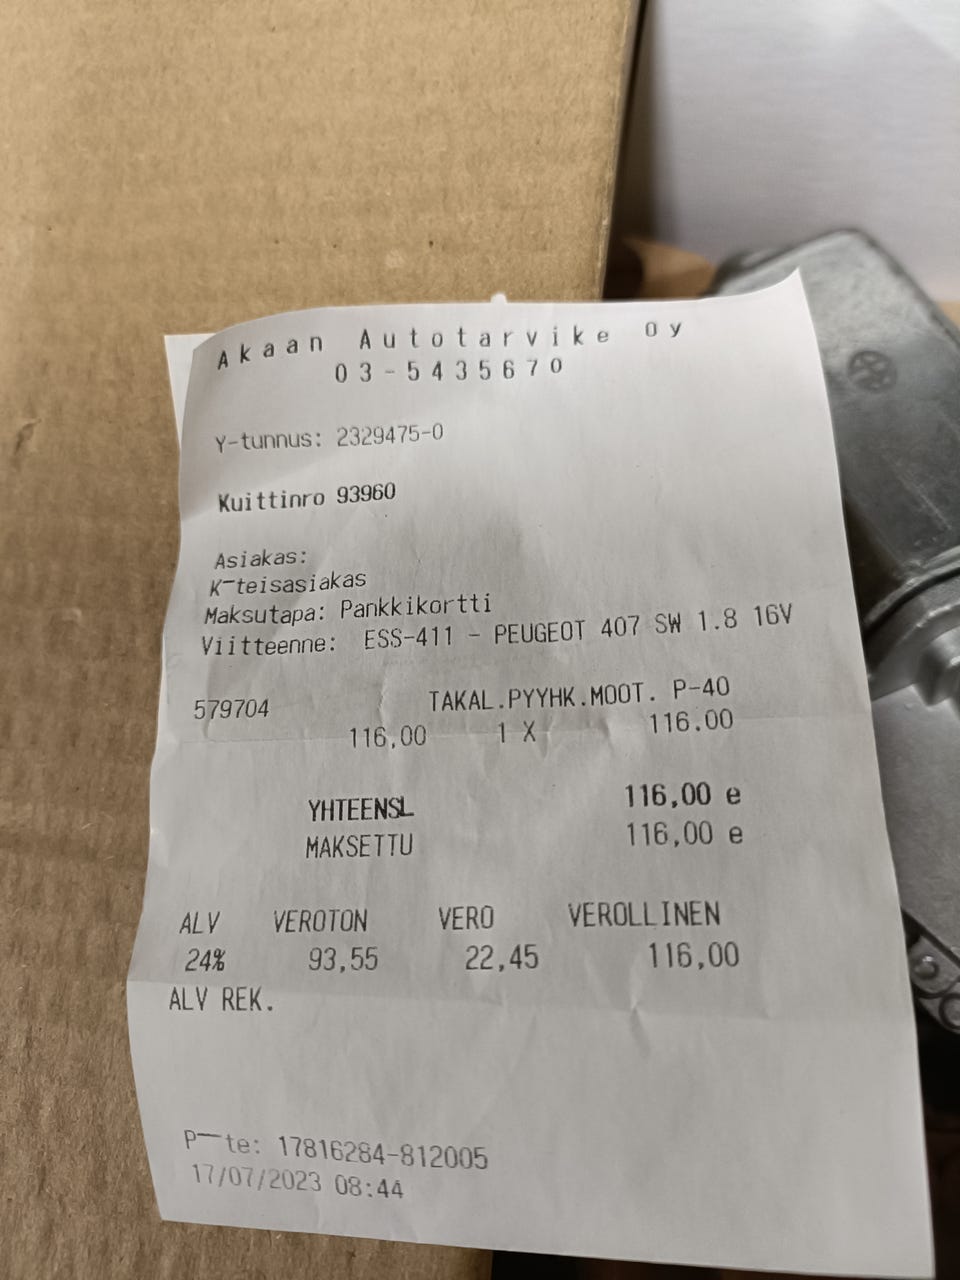 Akaan Autotarvike Oy
03-5435670
Y-tunnus: 2329475-0
Kuittinro 93960
Asiakas:
K¯teisasiakas
Maksutapa: Pankkikortti
Viitteenne: ESS-411 - PEUGEOT 407 SW 1.8 16V
579704 TAKAL.PYYHK.MOOT. P-40
116,00 1 X 116.00
YHTEENSL 116,00 e
MAKSETTU 116,00 e
ALV VEROTON VERO VEROLLINEN
24% 93,55 22,45 116,00
ALV REK.
P¯te: 17816284-812005
17/07/2023 08:44